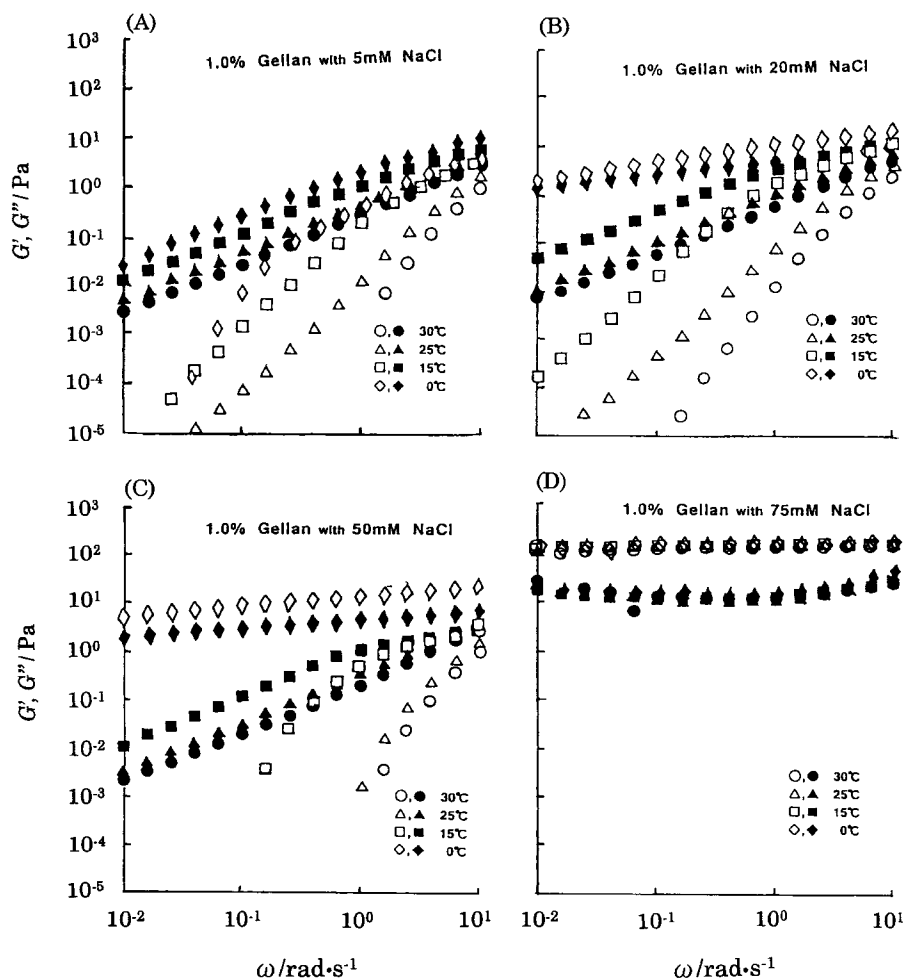 (A)
1.0% Gellan with 5mM NaCl
10³
10²
10¹
10⁰
10⁻¹
10⁻²
10⁻³
10⁻⁴
10⁻⁵
G′, G″/ Pa
○,● 30℃
△,▲ 25℃
□,■ 15℃
◇,◆ 0℃
(B)
1.0% Gellan with 20mM NaCl
○,● 30℃
△,▲ 25℃
□,■ 15℃
◇,◆ 0℃
(C)
1.0% Gellan with 50mM NaCl
10³
10²
10¹
10⁰
10⁻¹
10⁻²
10⁻³
10⁻⁴
10⁻⁵
G′, G″/ Pa
○,● 30℃
△,▲ 25℃
□,■ 15℃
◇,◆ 0℃
10⁻² 10⁻¹ 10⁰ 10¹
ω/rad·s⁻¹
(D)
1.0% Gellan with 75mM NaCl
○,● 30℃
△,▲ 25℃
□,■ 15℃
◇,◆ 0℃
10⁻² 10⁻¹ 10⁰ 10¹
ω/rad·s⁻¹